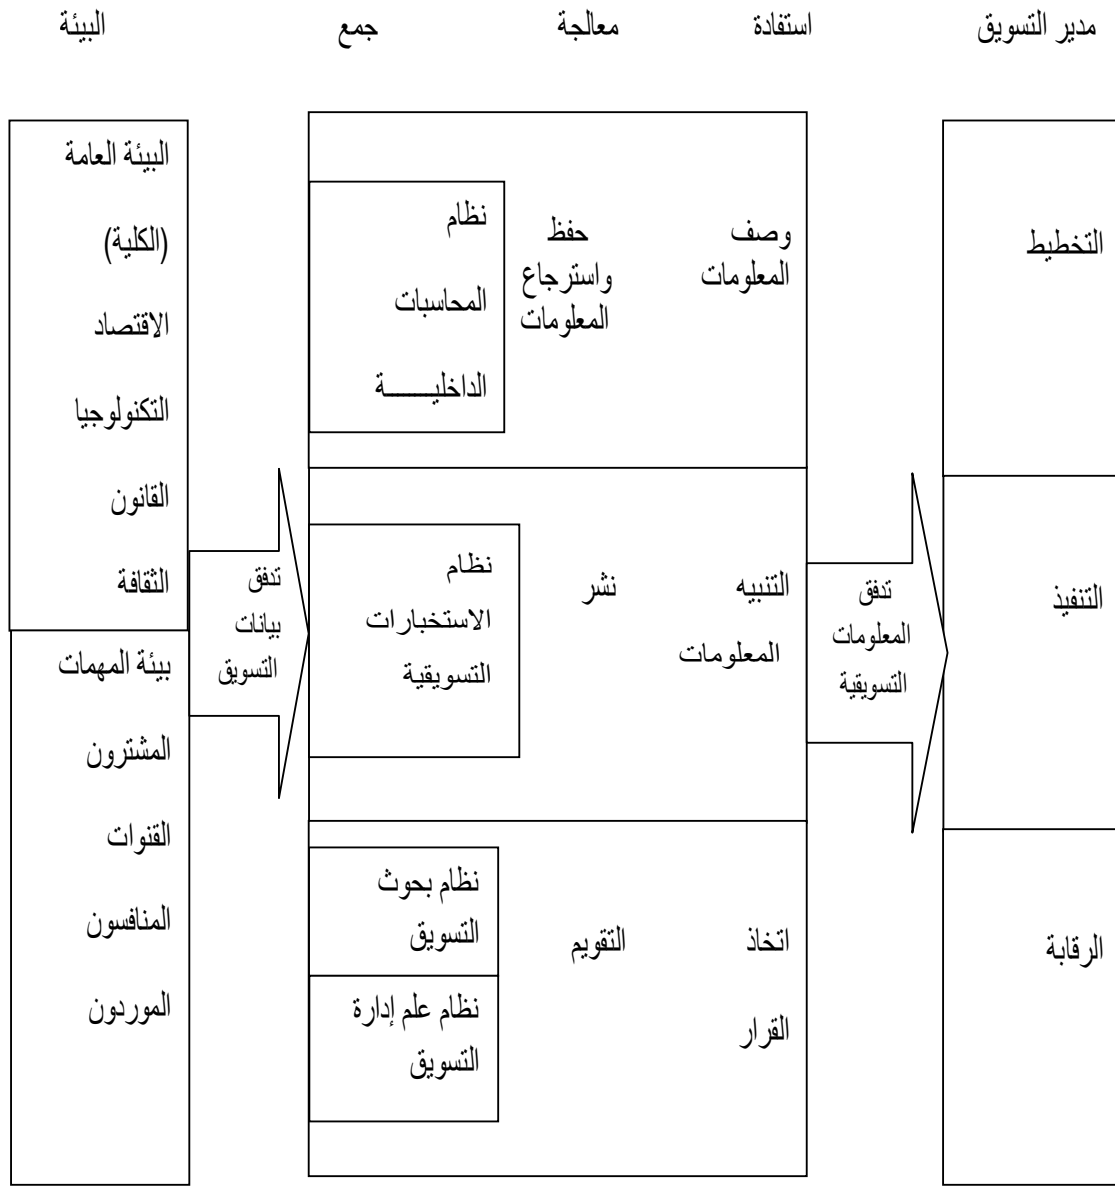 مدير التسويق
استفادة
معالجة
جمع
البيئة
البيئة العامة
(الكلية)
الاقتصاد
التكنولوجيا
القانون
الثقافة
بيئة المهمات
المشترون
القنوات
المنافسون
الموردون
تدفق
بيانات
التسويق
نظام
المحاسبات
الداخليـــــــة
حفظ
واسترجاع
المعلومات
وصف
المعلومات
نظام
الاستخبارات
التسويقية
نشر
التنبيه
المعلومات
نظام بحوث
التسويق
نظام علم إدارة
التسويق
التقويم
اتخاذ
القرار
تدفق
المعلومات
التسويقية
التخطيط
التنفيذ
الرقابة